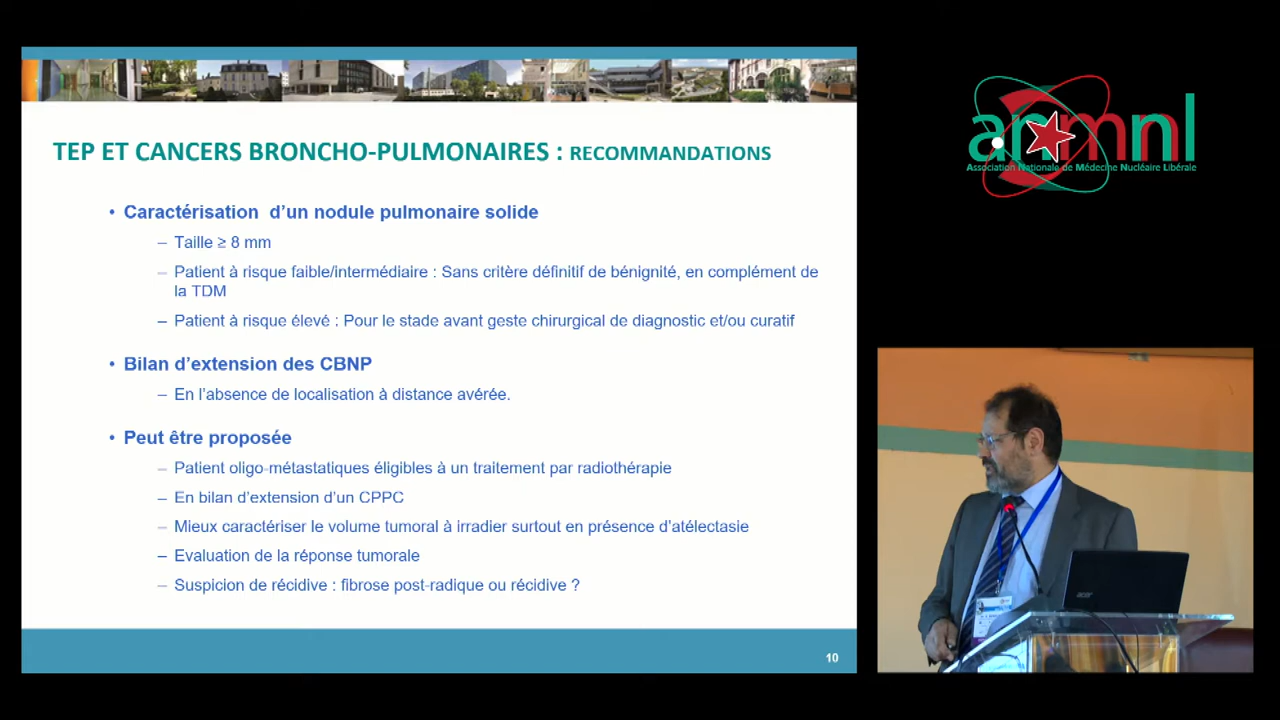 TEP ET CANCERS BRONCHO-PULMONAIRES : RECOMMANDATIONS
• Caractérisation d'un nodule pulmonaire solide
– Taille ≥ 8 mm
– Patient à risque faible/intermédiaire : Sans critère définitif de bénignité, en complément de
la TDM
– Patient à risque élevé : Pour le stade avant geste chirurgical de diagnostic et/ou curatif
• Bilan d'extension des CBNP
– En l'absence de localisation à distance avérée.
• Peut être proposée
– Patient oligo-métastatiques éligibles à un traitement par radiothérapie
– En bilan d'extension d'un CPPC
– Mieux caractériser le volume tumoral à irradier surtout en présence d'atélectasie
– Evaluation de la réponse tumorale
– Suspicion de récidive : fibrose post-radique ou récidive ?
10
anmnl
Association Nationale de Médecine Nucléaire Libérale
acer